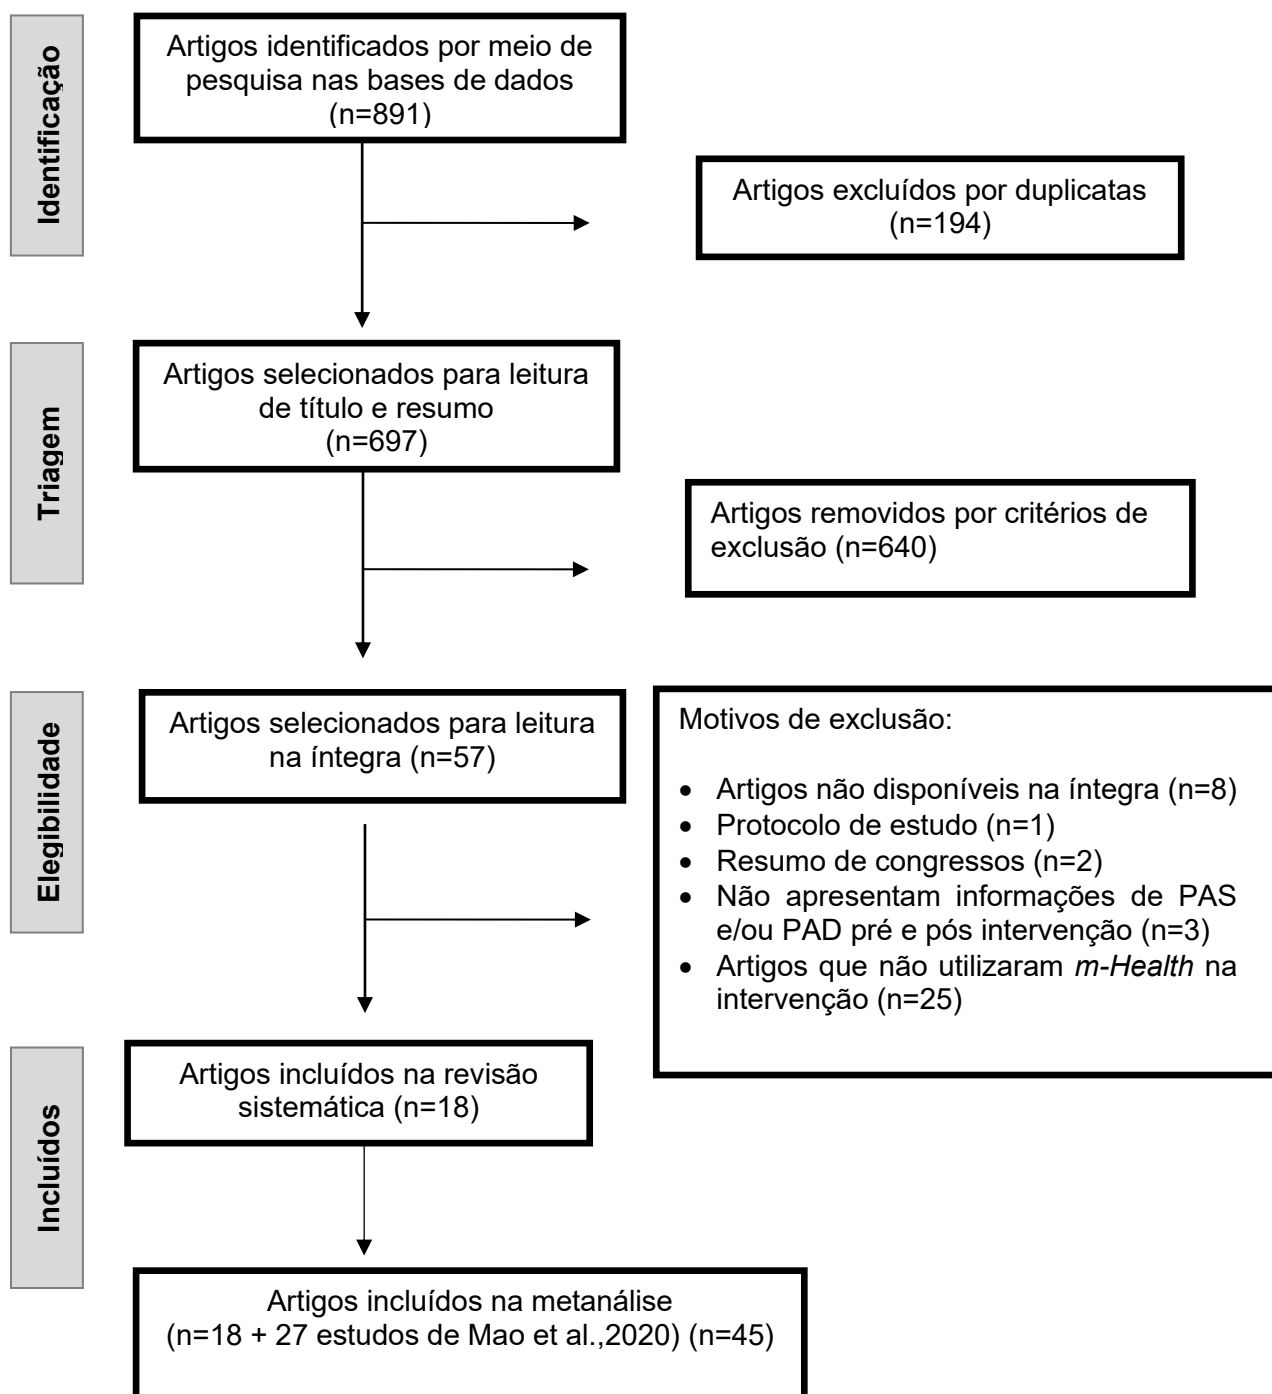 Identificação
Artigos identificados por meio de
pesquisa nas bases de dados
(n=891)
Artigos excluídos por duplicatas
(n=194)
Triagem
Artigos selecionados para leitura
de título e resumo
(n=697)
Artigos removidos por critérios de
exclusão (n=640)
Elegibilidade
Artigos selecionados para leitura
na íntegra (n=57)
Motivos de exclusão:
• Artigos não disponíveis na íntegra (n=8)
• Protocolo de estudo (n=1)
• Resumo de congressos (n=2)
• Não apresentam informações de PAS
e/ou PAD pré e pós intervenção (n=3)
• Artigos que não utilizaram m-Health na
intervenção (n=25)
Incluídos
Artigos incluídos na revisão
sistemática (n=18)
Artigos incluídos na metanálise
(n=18 + 27 estudos de Mao et al.,2020) (n=45)